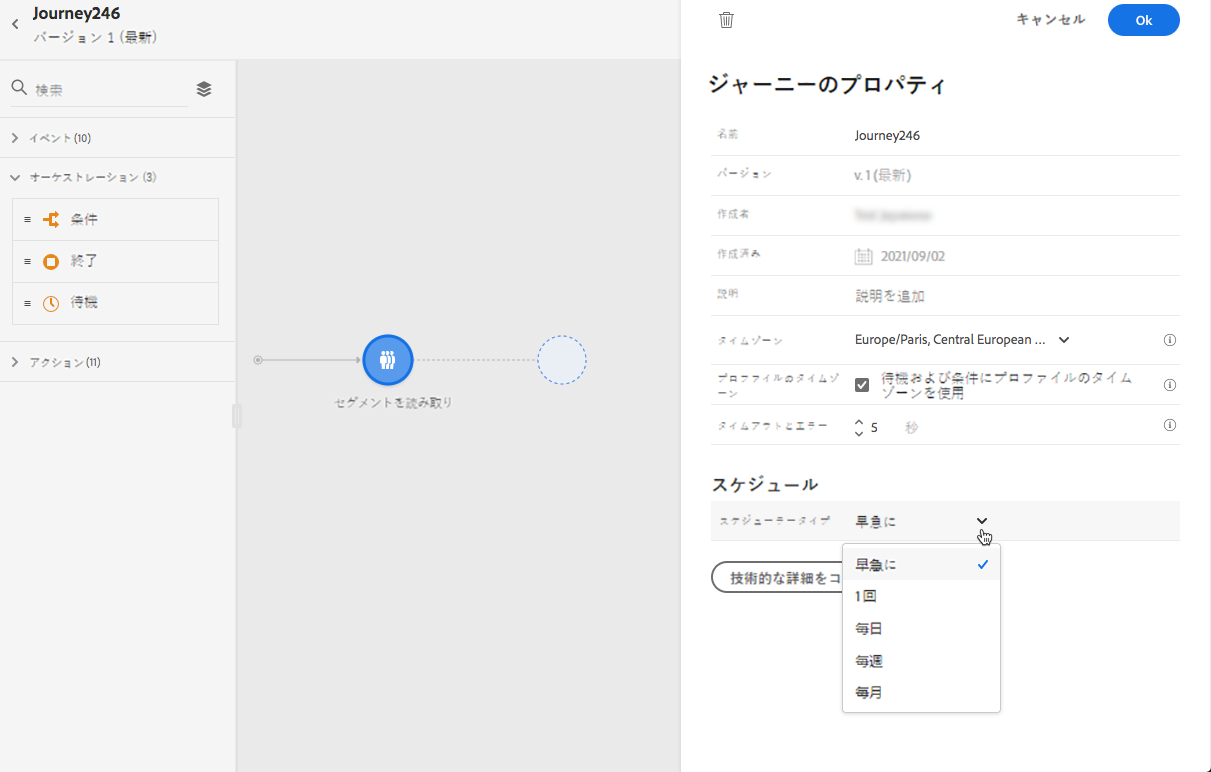 Journey246
バージョン 1 (最新)
検索
イベント (10)
オーケストレーション (3)
条件
終了
待機
アクション (11)
セグメントを読み取り
キャンセル
Ok
ジャーニーのプロパティ
名前
Journey246
バージョン
v. 1 (最新)
作成者
作成済み
2021/09/02
説明
説明を追加
タイムゾーン
Europe/Paris, Central European ...
プロファイルのタイムゾ
ーン
待機および条件にプロファイルのタイム
ゾーンを使用
タイムアウトとエラー
5
秒
スケジュール
スケジューラータイプ
早急に
技術的な詳細をコ
早急に
1 回
毎日
毎週
毎月